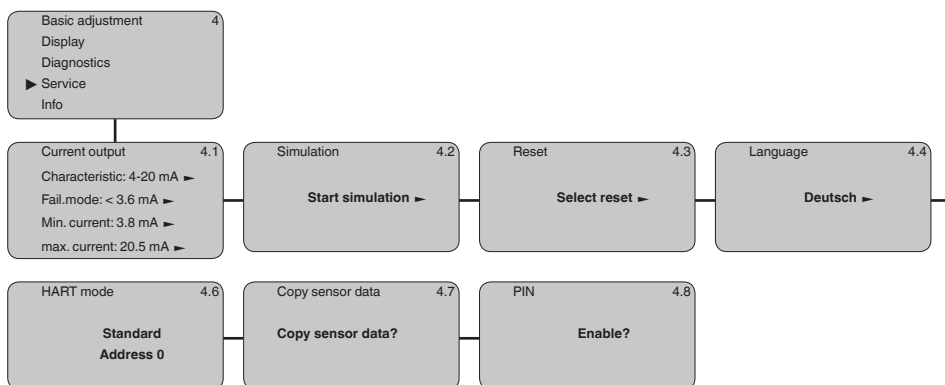 Basic adjustment 4
Display
Diagnostics
▶ Service
Info
Current output 4.1
Characteristic: 4-20 mA ►
Fail.mode: < 3.6 mA ►
Min. current: 3.8 mA ►
max. current: 20.5 mA ►
Simulation 4.2
Start simulation ►
Reset 4.3
Select reset ►
Language 4.4
Deutsch ►
HART mode 4.6
Standard
Address 0
Copy sensor data 4.7
Copy sensor data?
PIN 4.8
Enable?